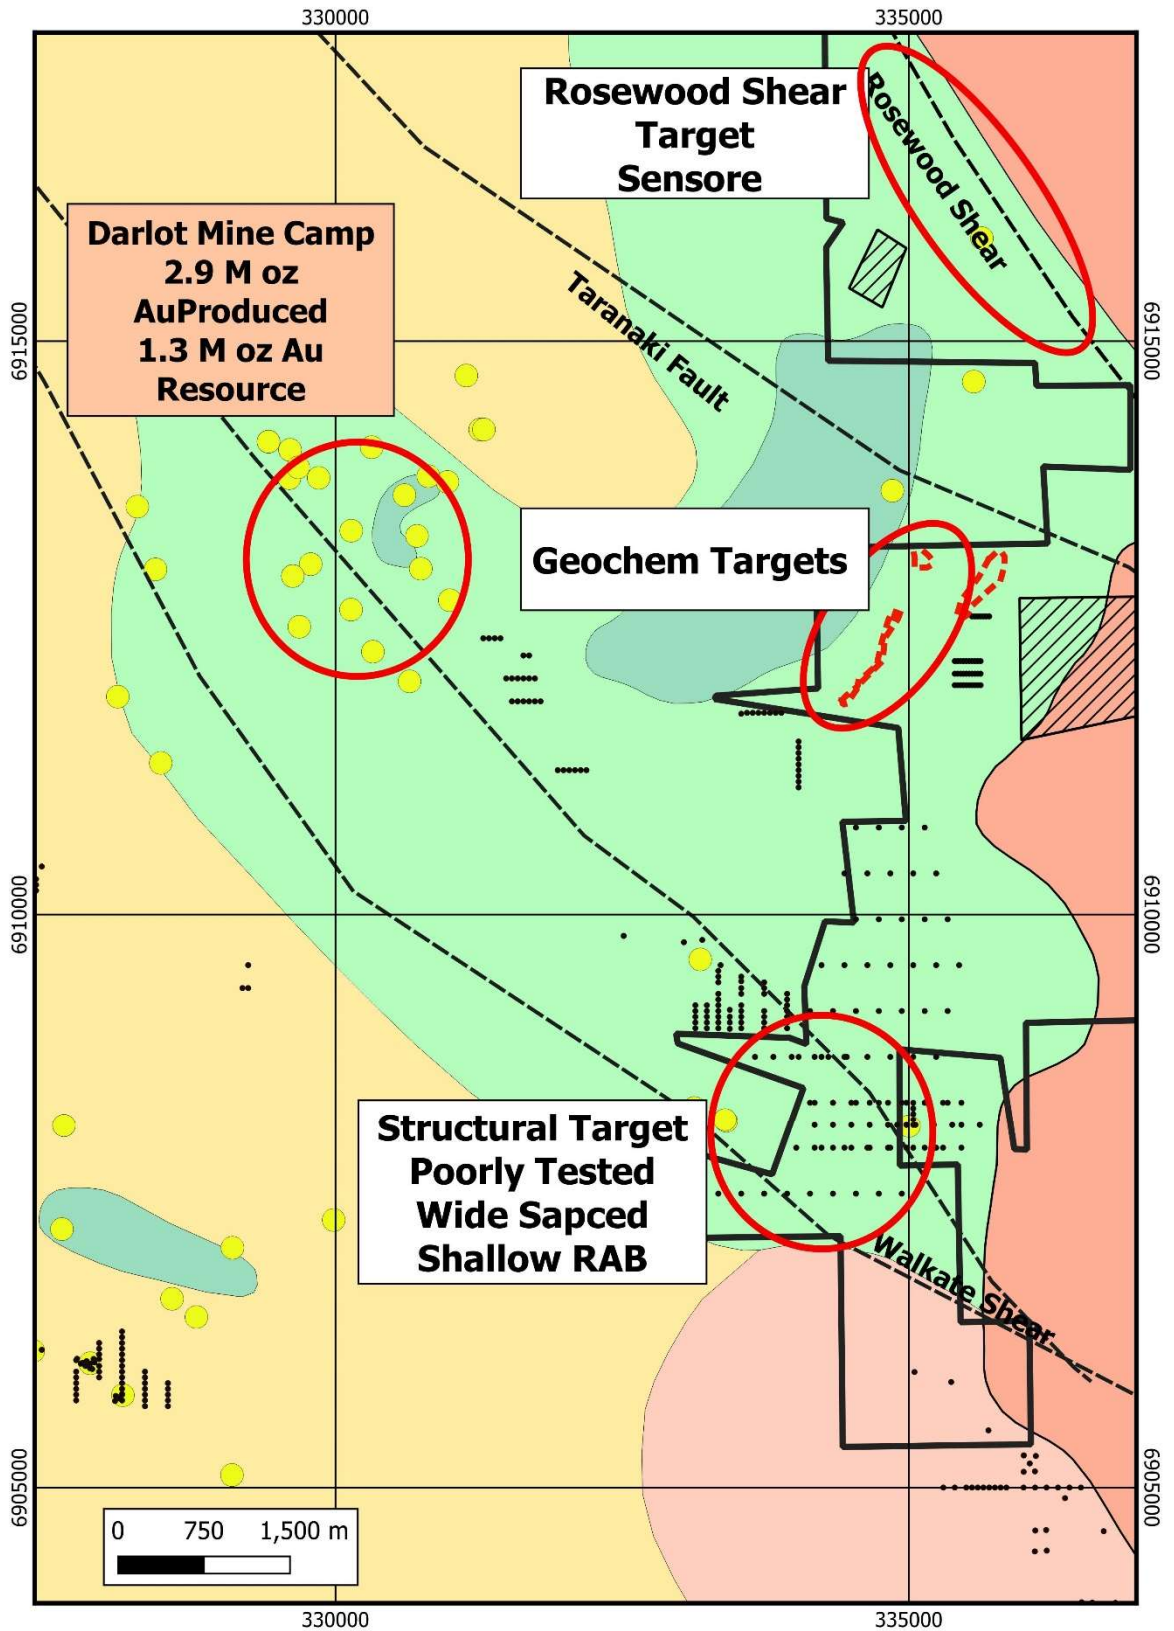 330000
335000
Rosewood Shear
Target
Sensore
Rosewood Shear
Darlot Mine Camp
2.9 M oz
AuProduced
1.3 M oz Au
Resource
Taranaki Fault
6915000
6915000
Geochem Targets
6910000
6910000
Structural Target
Poorly Tested
Wide Sapced
Shallow RAB
Walkate Shear
6905000
6905000
0 750 1,500 m
330000
335000